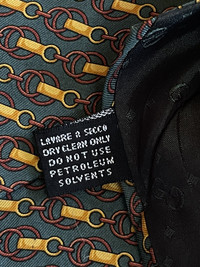 LAVARE A SECCO
DRY CLEAN ONLY
DO NOT USE
PETROLEUM
SOLVENTS